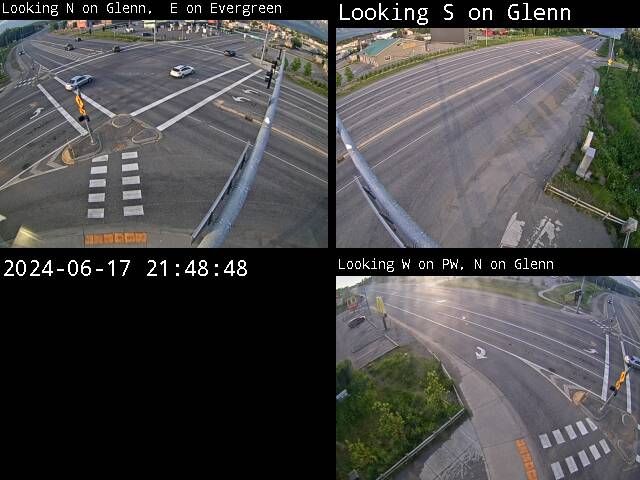 Looking N on Glenn, E on Evergreen
Looking S on Glenn
2024-06-17 21:48:48
Looking W on PW, N on Glenn